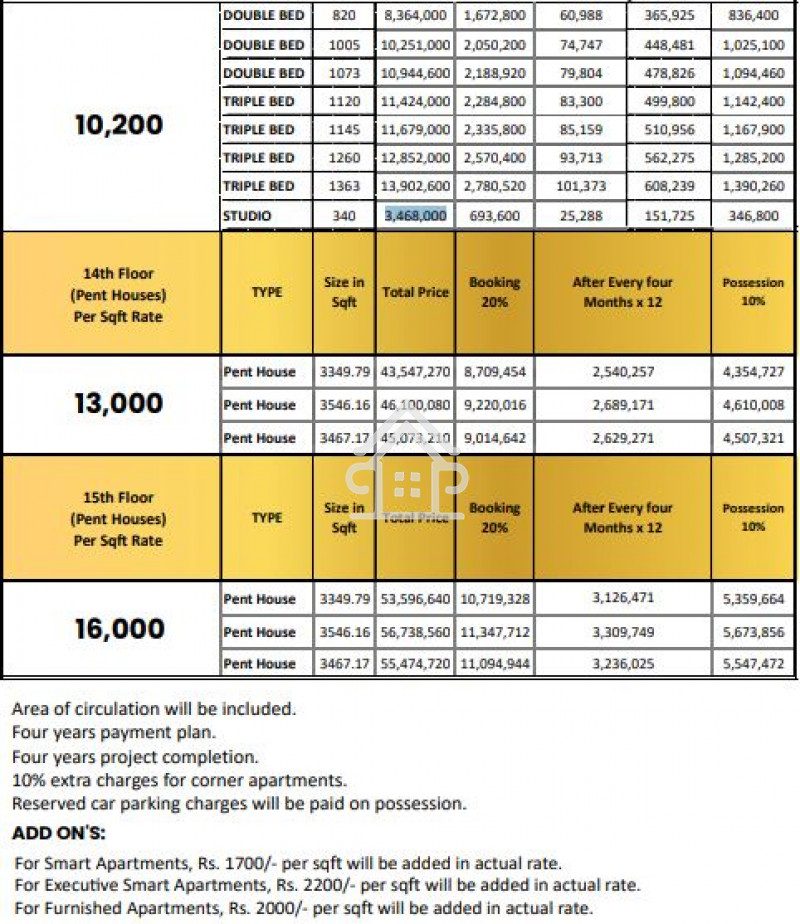 DOUBLE BED 820 8,364,000 1,672,800 60,988 365,925 836,400
DOUBLE BED 1005 10,251,000 2,050,200 74,747 448,481 1,025,100
DOUBLE BED 1073 10,944,600 2,188,920 79,804 478,826 1,094,460
TRIPLE BED 1120 11,424,000 2,284,800 83,300 499,800 1,142,400
10,200
TRIPLE BED 1145 11,679,000 2,335,800 85,159 510,956 1,167,900
TRIPLE BED 1260 12,852,000 2,570,400 93,713 562,275 1,285,200
TRIPLE BED 1363 13,902,600 2,780,520 101,373 608,239 1,390,260
STUDIO 340 3,468,000 693,600 25,288 151,725 346,800
14th Floor
(Pent Houses)
Per Sqft Rate
TYPE
Size in
Sqft
Total Price
Booking
20%
After Every four
Months x 12
Possession
10%
Pent House 3349.79 43,547,270 8,709,454 2,540,257 4,354,727
13,000
Pent House 3546.16 46,100,080 9,220,016 2,689,171 4,610,008
Pent House 3467.17 45,073,210 9,014,642 2,629,271 4,507,321
15th Floor
(Pent Houses)
Per Sqft Rate
TYPE
Size in
Sqft
Total Price
Booking
20%
After Every four
Months x 12
Possession
10%
Pent House 3349.79 53,596,640 10,719,328 3,126,471 5,359,664
16,000
Pent House 3546.16 56,738,560 11,347,712 3,309,749 5,673,856
Pent House 3467.17 55,474,720 11,094,944 3,236,025 5,547,472
Area of circulation will be included.
Four years payment plan.
Four years project completion.
10% extra charges for corner apartments.
Reserved car parking charges will be paid on possession.
ADD ON'S:
For Smart Apartments, Rs. 1700/- per sqft will be added in actual rate.
For Executive Smart Apartments, Rs. 2200/- per sqft will be added in actual rate.
For Furnished Apartments, Rs. 2000/- per sqft will be added in actual rate.